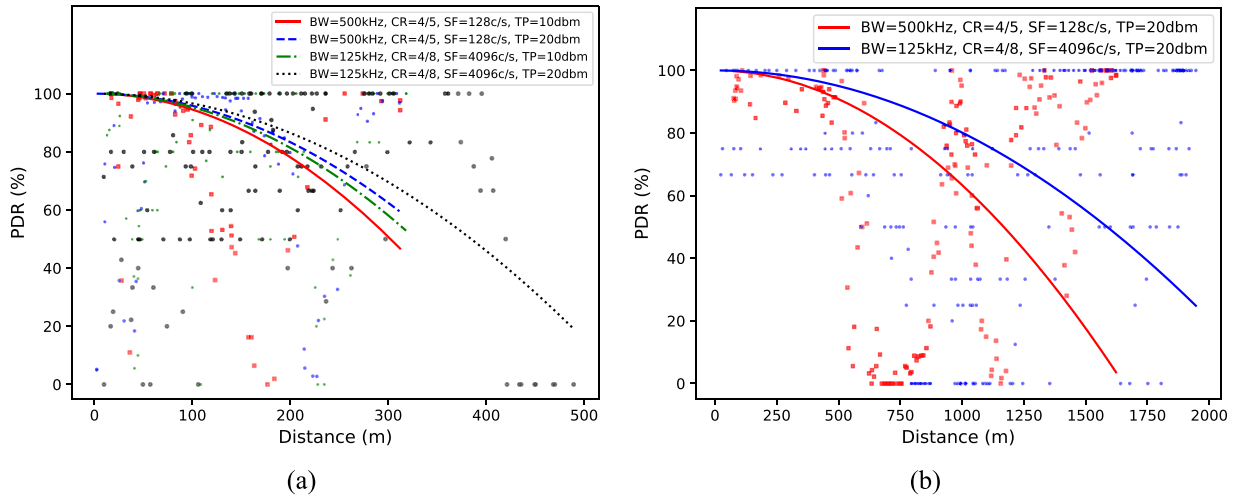 BW=500kHz, CR=4/5, SF=128c/s, TP=10dbm
BW=500kHz, CR=4/5, SF=128c/s, TP=20dbm
BW=125kHz, CR=4/8, SF=4096c/s, TP=10dbm
BW=125kHz, CR=4/8, SF=4096c/s, TP=20dbm
100
80
60
40
20
0
PDR (%)
0 100 200 300 400 500
Distance (m)
(a)
BW=500kHz, CR=4/5, SF=128c/s, TP=20dbm
BW=125kHz, CR=4/8, SF=4096c/s, TP=20dbm
100
80
60
40
20
0
PDR (%)
0 250 500 750 1000 1250 1500 1750 2000
Distance (m)
(b)